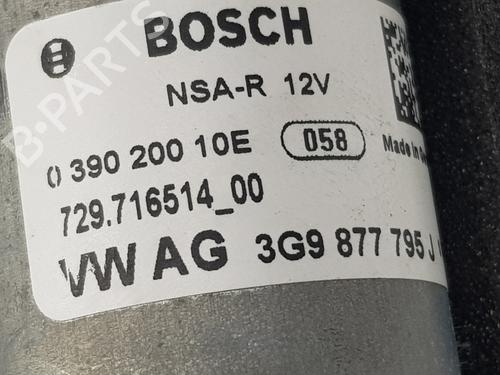 BOSCH
NSA-R 12V
0 390 200 10E 058
Made in
729.716514_00
VW AG 3G9 877 795 J
B-PARTS